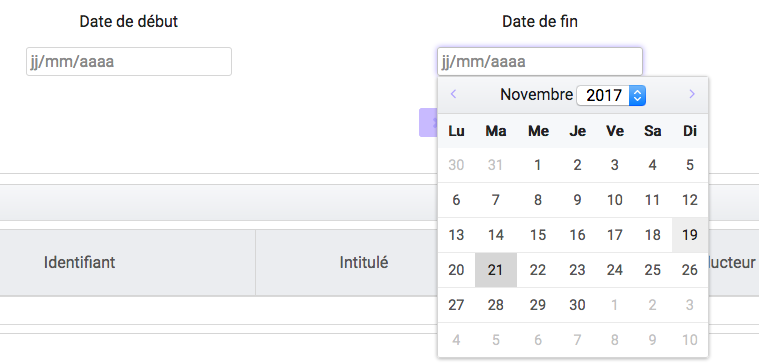 Date de début
Date de fin
jj/mm/aaaa
jj/mm/aaaa
Novembre 2017
Lu Ma Me Je Ve Sa Di
30 31 1 2 3 4 5
6 7 8 9 10 11 12
13 14 15 16 17 18 19
20 21 22 23 24 25 26
27 28 29 30 1 2 3
4 5 6 7 8 9 10
Identifiant
Intitulé